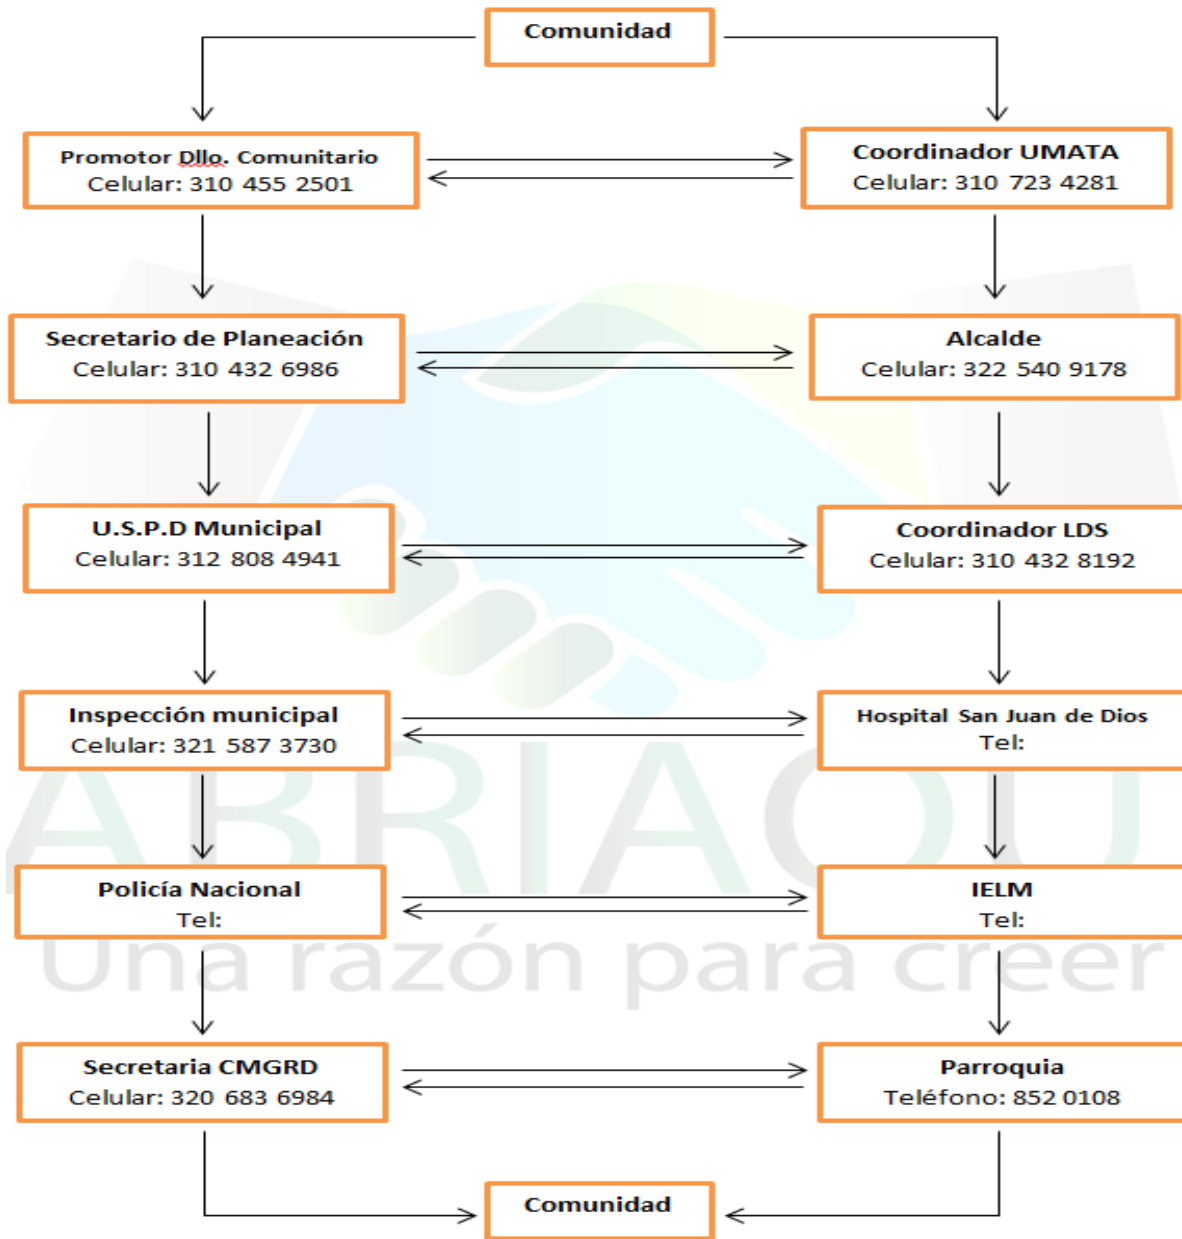 Comunidad
Promotor Dllo. Comunitario
Celular: 310 455 2501
Coordinador UMATA
Celular: 310 723 4281
Secretario de Planeación
Celular: 310 432 6986
Alcalde
Celular: 322 540 9178
U.S.P.D Municipal
Celular: 312 808 4941
Coordinador LDS
Celular: 310 432 8192
Inspección municipal
Celular: 321 587 3730
Hospital San Juan de Dios
Tel:
ABRIAQU
Policía Nacional
Tel:
IELM
Tel:
Una razón para creer
Secretaria CMGRD
Celular: 320 683 6984
Parroquia
Teléfono: 852 0108
Comunidad